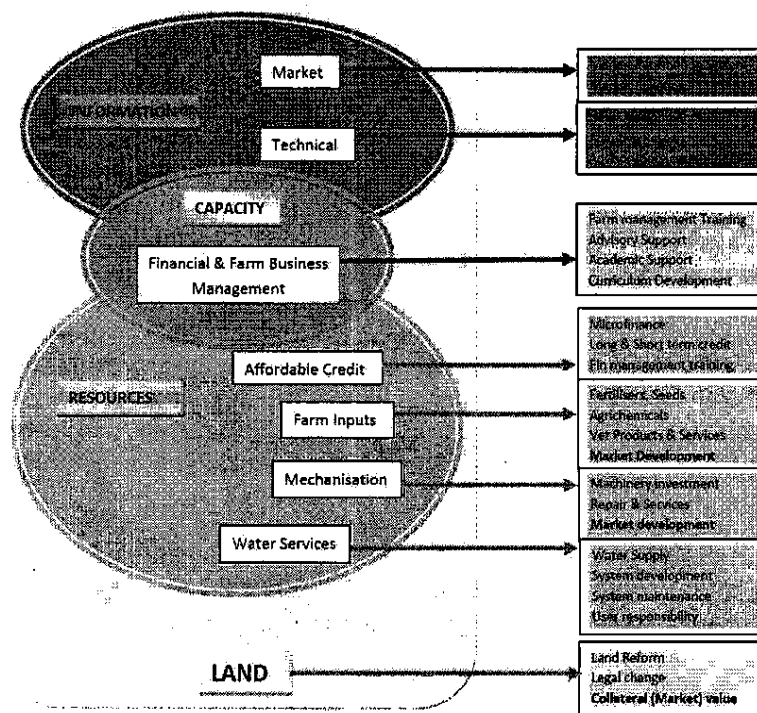 Market
INFORMATION
Technical
CAPACITY
Financial & Farm Business
Management
Farm management Training
Advisory Support
Academic Support
Curriculum Development
Affordable Credit
Microfinance
Long & Short term credit
Fin management training
RESOURCES
Farm Inputs
Fertilisers, Seeds
Agrichemicals
Vet Products & Services
Market Development
Mechanisation
Machinery investment
Repair & Services
Market development
Water Services
Water Supply
System development
System maintenance
User responsibility
LAND
Land Reform
Legal change
Collateral (Market) value